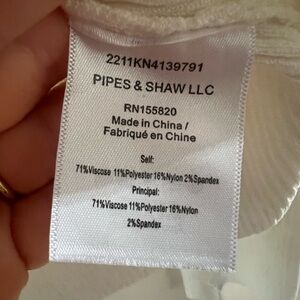 2211KN4139791
PIPES & SHAW LLC
RN155820
Made in China /
Fabriqué en Chine
Self:
71%Viscose 11%Polyester 16%Nylon 2%Spandex
Principal:
71%Viscose 11%Polyester 16%Nylon
2%Spandex